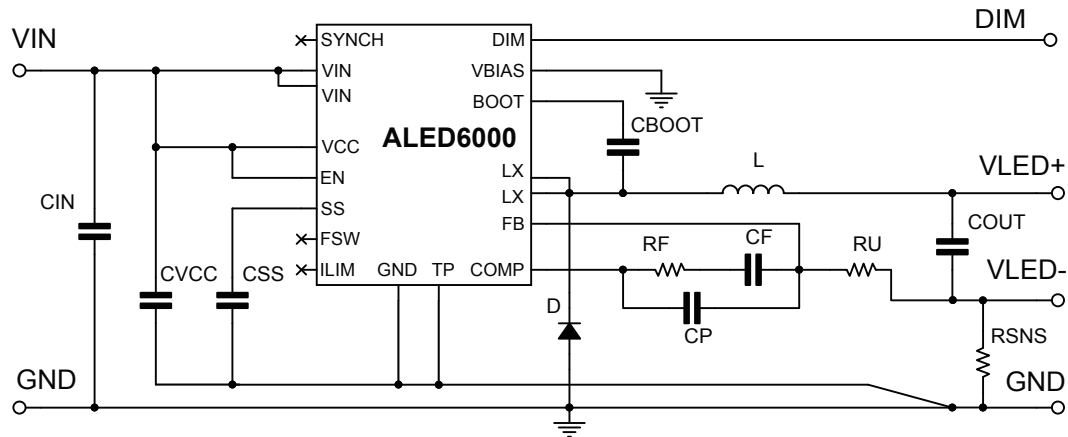 DIM
VIN
SYNCH
DIM
VIN
VBIAS
VIN
BOOT
ALED6000
CBOOT
VCC
L
VLED+
EN
LX
LX
CIN
SS
FB
COUT
FSW
RF
CF
RU
VLED-
CVCC
CSS
ILIM
GND
TP
COMP
D
CP
RSNS
GND
GND